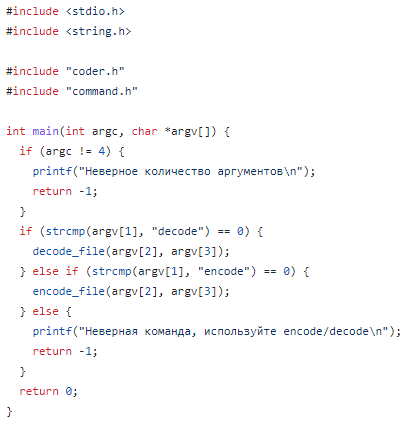 #include <stdio.h>
#include <string.h>

#include "coder.h"
#include "command.h"

int main(int argc, char *argv[]) {
  if (argc != 4) {
    printf("Неверное количество аргументов\n");
    return -1;
  }
  if (strcmp(argv[1], "decode") == 0) {
    decode_file(argv[2], argv[3]);
  } else if (strcmp(argv[1], "encode") == 0) {
    encode_file(argv[2], argv[3]);
  } else {
    printf("Неверная команда, используйте encode/decode\n");
    return -1;
  }
  return 0;
}